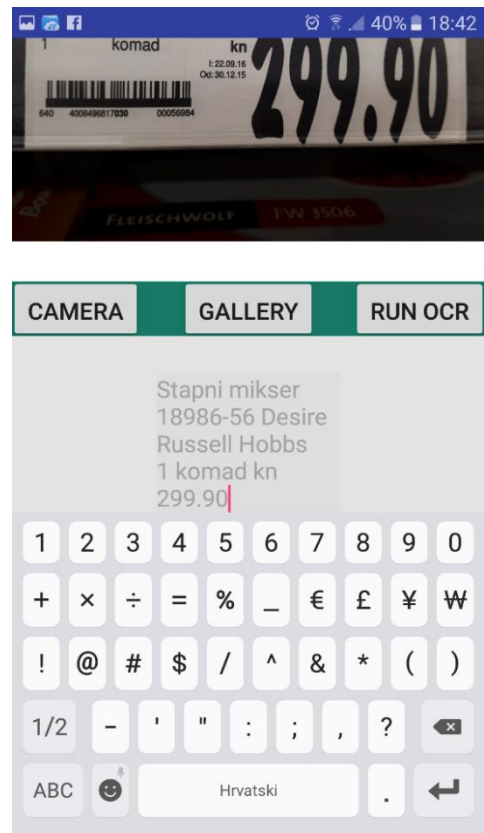 40% 18:42
1 komad kn
299.90
I: 22.09.16
Od: 30.12.15
640 4008496817030 00056984
FLEISCHWOLF FW 3506
CAMERA GALLERY RUN OCR
Stapni mikser
18986-56 Desire
Russell Hobbs
1 komad kn
299.90
1 2 3 4 5 6 7 8 9 0
+ × ÷ = % _ € £ ¥ ₩
! @ # $ / ^ & * ( )
1/2 - ' " : ; , ?
ABC Hrvatski .